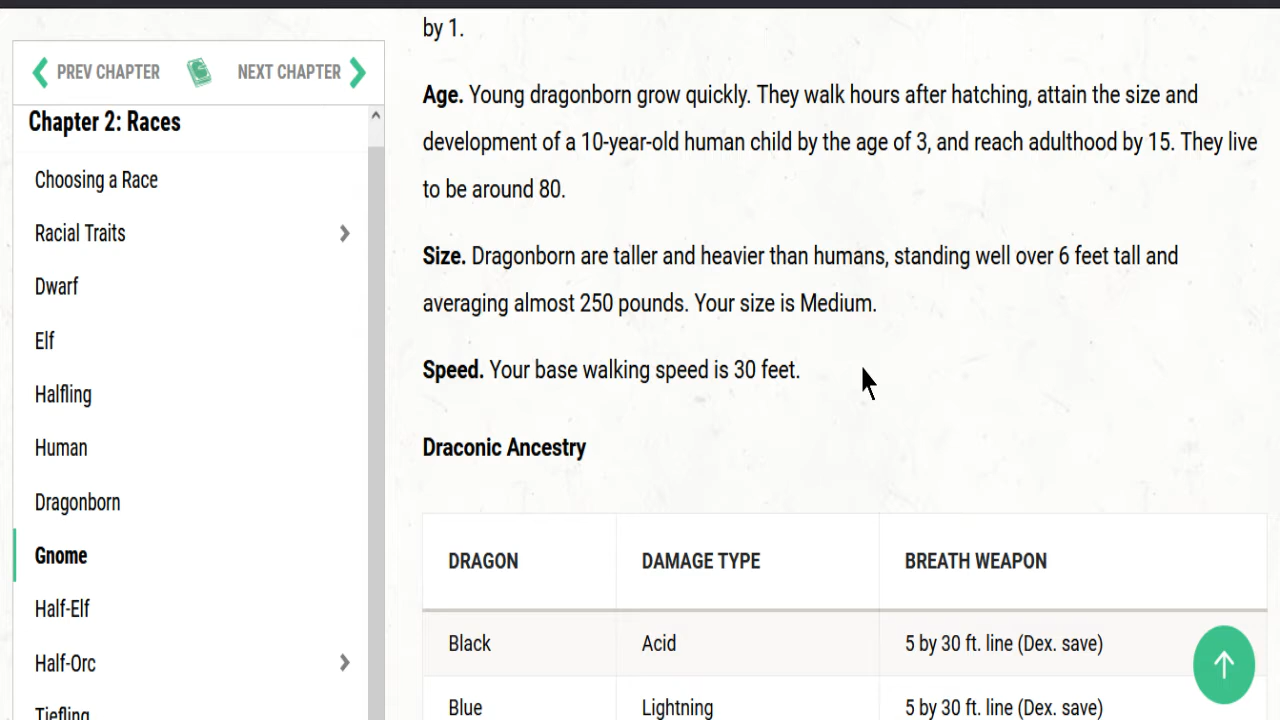 PREV CHAPTER
NEXT CHAPTER
Chapter 2: Races
Choosing a Race
Racial Traits
Dwarf
Elf
Halfling
Human
Dragonborn
Gnome
Half-Elf
Half-Orc
Tiefling
by 1.
Age. Young dragonborn grow quickly. They walk hours after hatching, attain the size and
development of a 10-year-old human child by the age of 3, and reach adulthood by 15. They live
to be around 80.
Size. Dragonborn are taller and heavier than humans, standing well over 6 feet tall and
averaging almost 250 pounds. Your size is Medium.
Speed. Your base walking speed is 30 feet.
Draconic Ancestry
DRAGON DAMAGE TYPE BREATH WEAPON
Black Acid 5 by 30 ft. line (Dex. save)
Blue Lightning 5 by 30 ft. line (Dex. save)